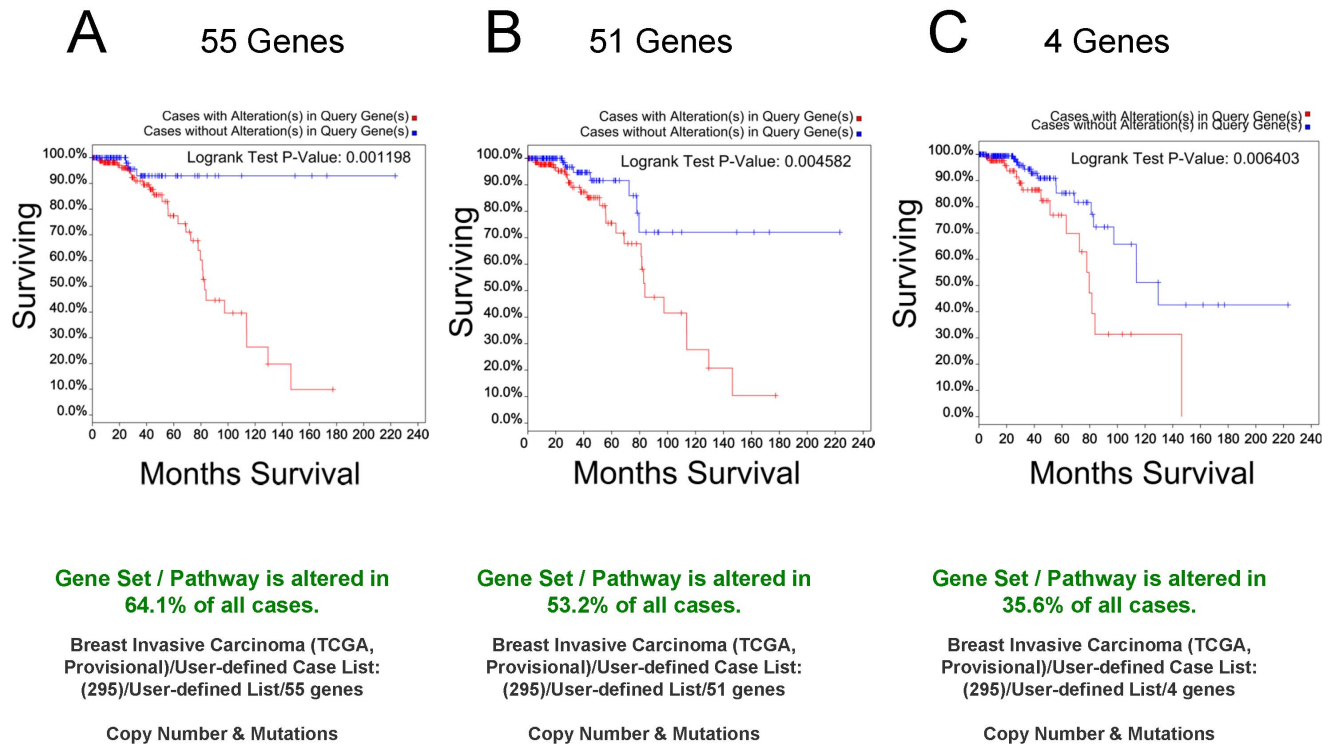 A
55 Genes
Cases with Alteration(s) in Query Gene(s)
Cases without Alteration(s) in Query Gene(s)
Logrank Test P-Value: 0.001198
100.0%
90.0%
80.0%
70.0%
60.0%
50.0%
40.0%
30.0%
20.0%
10.0%
0.0%
Surviving
0 20 40 60 80 100 120 140 160 180 200 220 240
Months Survival
Gene Set / Pathway is altered in
64.1% of all cases.
Breast Invasive Carcinoma (TCGA,
Provisional)/User-defined Case List:
(295)/User-defined List/55 genes
Copy Number & Mutations
B
51 Genes
Cases with Alteration(s) in Query Gene(s)
Cases without Alteration(s) in Query Gene(s)
Logrank Test P-Value: 0.004582
100.0%
90.0%
80.0%
70.0%
60.0%
50.0%
40.0%
30.0%
20.0%
10.0%
0.0%
Surviving
0 20 40 60 80 100 120 140 160 180 200 220 240
Months Survival
Gene Set / Pathway is altered in
53.2% of all cases.
Breast Invasive Carcinoma (TCGA,
Provisional)/User-defined Case List:
(295)/User-defined List/51 genes
Copy Number & Mutations
C
4 Genes
Cases with Alteration(s) in Query Gene(s)
Cases without Alteration(s) in Query Gene(s)
Logrank Test P-Value: 0.006403
100.0%
90.0%
80.0%
70.0%
60.0%
50.0%
40.0%
30.0%
20.0%
10.0%
0.0%
Surviving
0 20 40 60 80 100 120 140 160 180 200 220 240
Months Survival
Gene Set / Pathway is altered in
35.6% of all cases.
Breast Invasive Carcinoma (TCGA,
Provisional)/User-defined Case List:
(295)/User-defined List/4 genes
Copy Number & Mutations